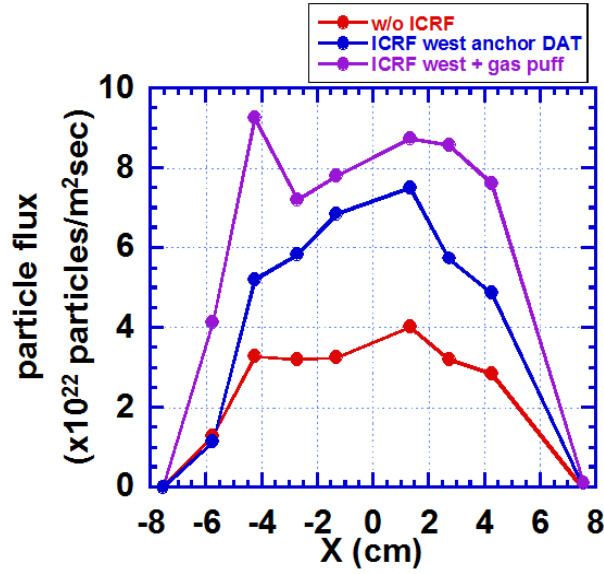 w/o ICRF
ICRF west anchor DAT
ICRF west + gas puff
10
8
6
4
2
0
particle flux
(x10²² particles/m²sec)
-8 -6 -4 -2 0 2 4 6 8
X (cm)